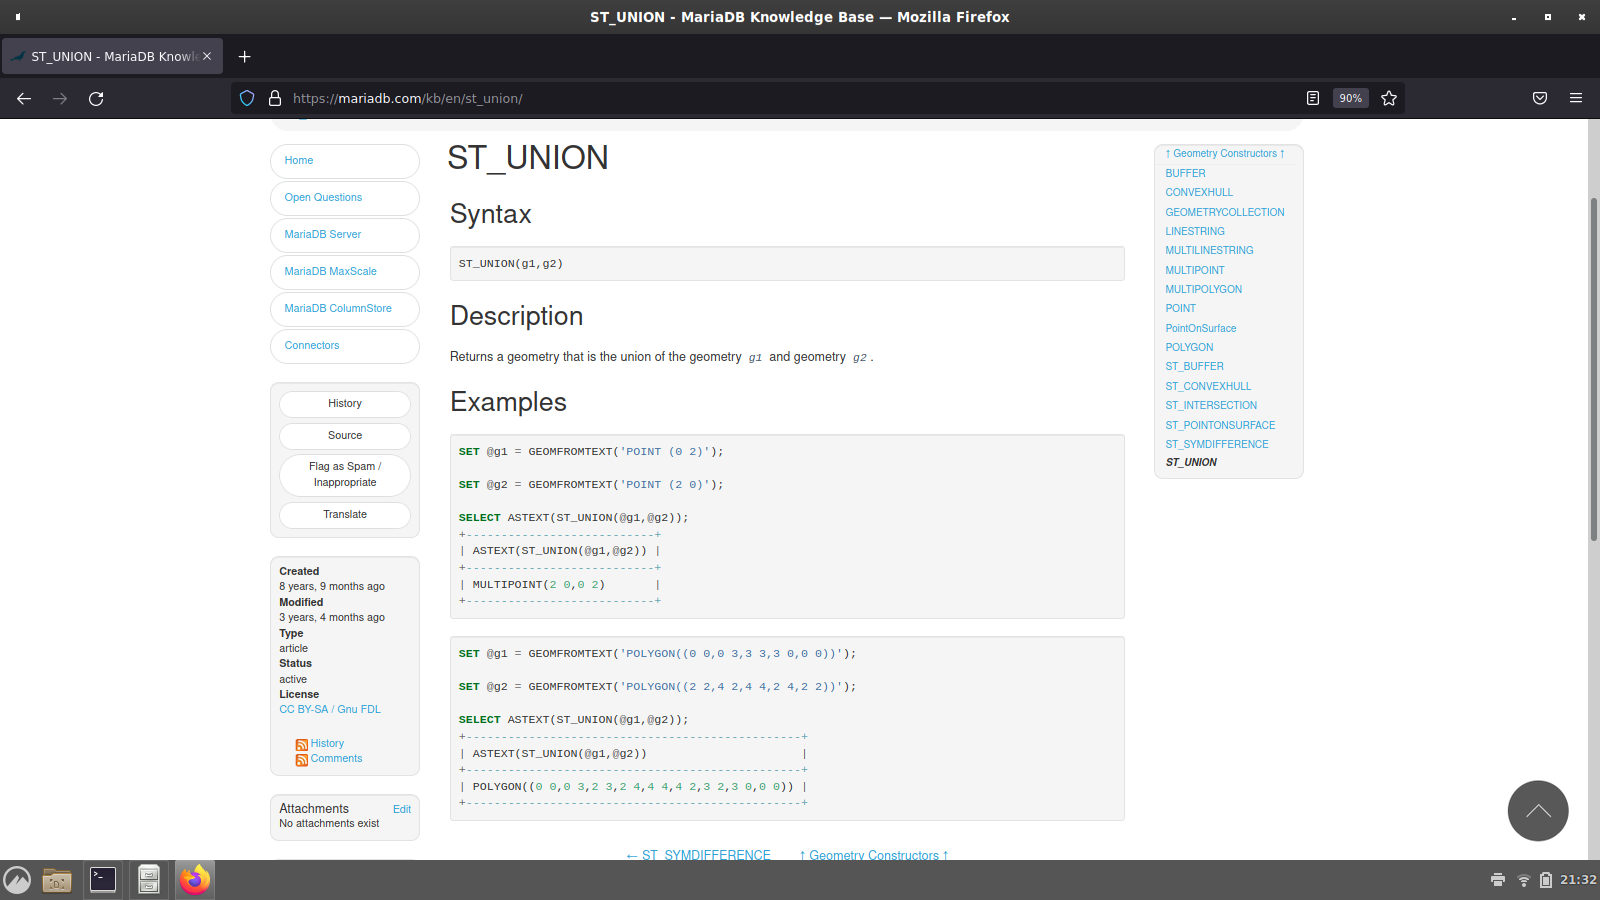 ST_UNION - MariaDB Knowledge Base — Mozilla Firefox
ST_UNION - MariaDB Knowle
https://mariadb.com/kb/en/st_union/
90%
Home
Open Questions
MariaDB Server
MariaDB MaxScale
MariaDB ColumnStore
Connectors
History
Source
Flag as Spam /
Inappropriate
Translate
Created
8 years, 9 months ago
Modified
3 years, 4 months ago
Type
article
Status
active
License
CC BY-SA / Gnu FDL
History
Comments
Attachments Edit
No attachments exist
ST_UNION
Syntax
ST_UNION(g1,g2)
Description
Returns a geometry that is the union of the geometry g1 and geometry g2.
Examples
SET @g1 = GEOMFROMTEXT('POINT (0 2)');
SET @g2 = GEOMFROMTEXT('POINT (2 0)');
SELECT ASTEXT(ST_UNION(@g1,@g2));
+---------------------------+
| ASTEXT(ST_UNION(@g1,@g2)) |
+---------------------------+
| MULTIPOINT(2 0,0 2)       |
+---------------------------+
SET @g1 = GEOMFROMTEXT('POLYGON((0 0,0 3,3 3,3 0,0 0))');
SET @g2 = GEOMFROMTEXT('POLYGON((2 2,4 2,4 4,2 4,2 2))');
SELECT ASTEXT(ST_UNION(@g1,@g2));
+------------------------------------------------+
| ASTEXT(ST_UNION(@g1,@g2))                      |
+------------------------------------------------+
| POLYGON((0 0,0 3,2 3,2 4,4 4,4 2,3 2,3 0,0 0)) |
+------------------------------------------------+
← ST_SYMDIFFERENCE ↑ Geometry Constructors ↑
↑ Geometry Constructors ↑
BUFFER
CONVEXHULL
GEOMETRYCOLLECTION
LINESTRING
MULTILINESTRING
MULTIPOINT
MULTIPOLYGON
POINT
PointOnSurface
POLYGON
ST_BUFFER
ST_CONVEXHULL
ST_INTERSECTION
ST_POINTONSURFACE
ST_SYMDIFFERENCE
ST_UNION
21:32